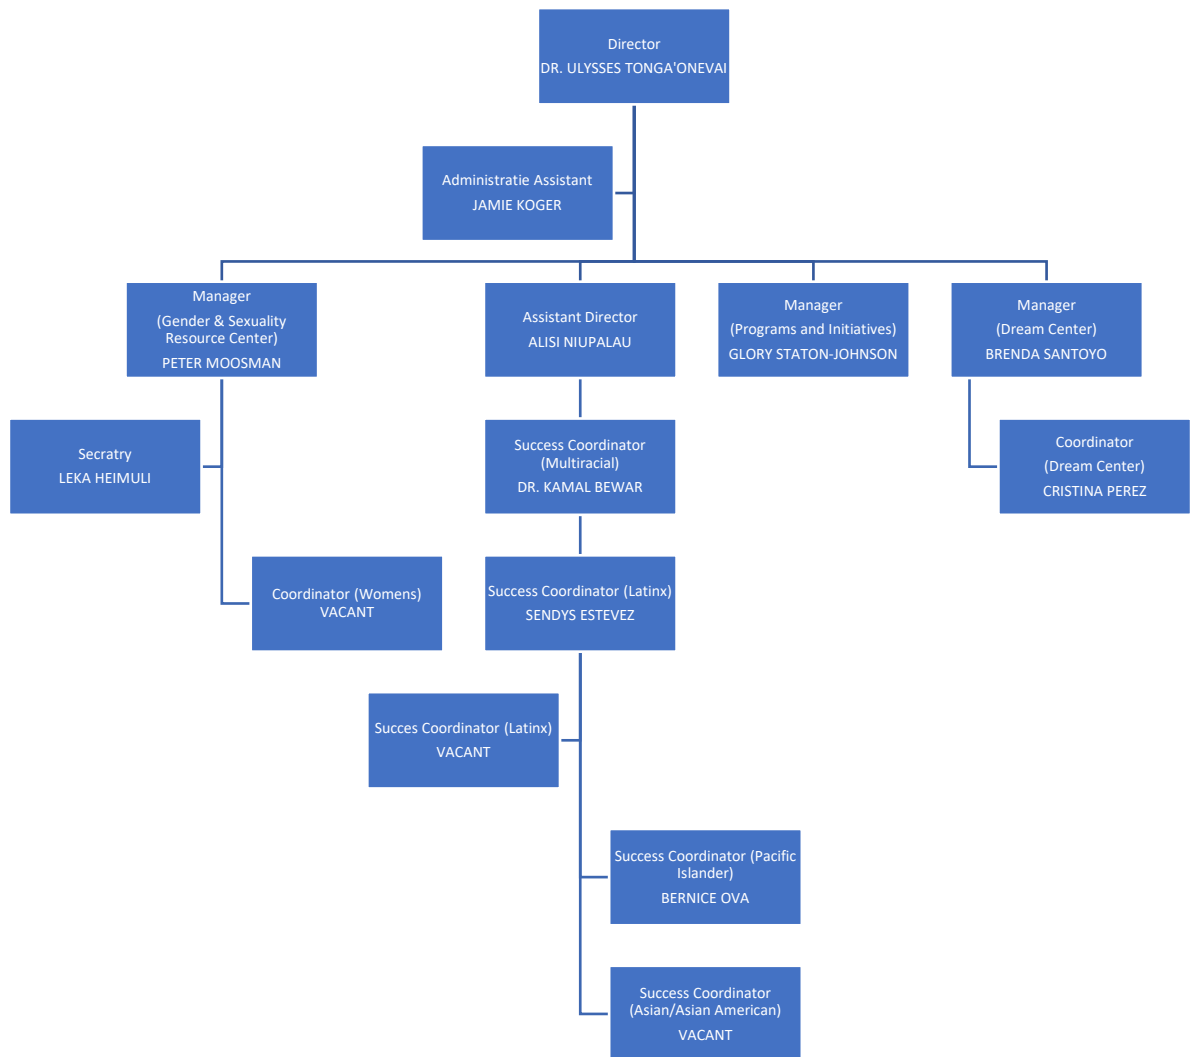 Director
DR. ULYSSES TONGA'ONEVAI
Administratie Assistant
JAMIE KOGER
Manager
(Gender & Sexuality
Resource Center)
PETER MOOSMAN
Assistant Director
ALISI NIUPALAU
Manager
(Programs and Initiatives)
GLORY STATON-JOHNSON
Manager
(Dream Center)
BRENDA SANTOYO
Secratry
LEKA HEIMULI
Success Coordinator
(Multiracial)
DR. KAMAL BEWAR
Coordinator
(Dream Center)
CRISTINA PEREZ
Coordinator (Womens)
VACANT
Success Coordinator (Latinx)
SENDYS ESTEVEZ
Succes Coordinator (Latinx)
VACANT
Success Coordinator (Pacific
Islander)
BERNICE OVA
Success Coordinator
(Asian/Asian American)
VACANT